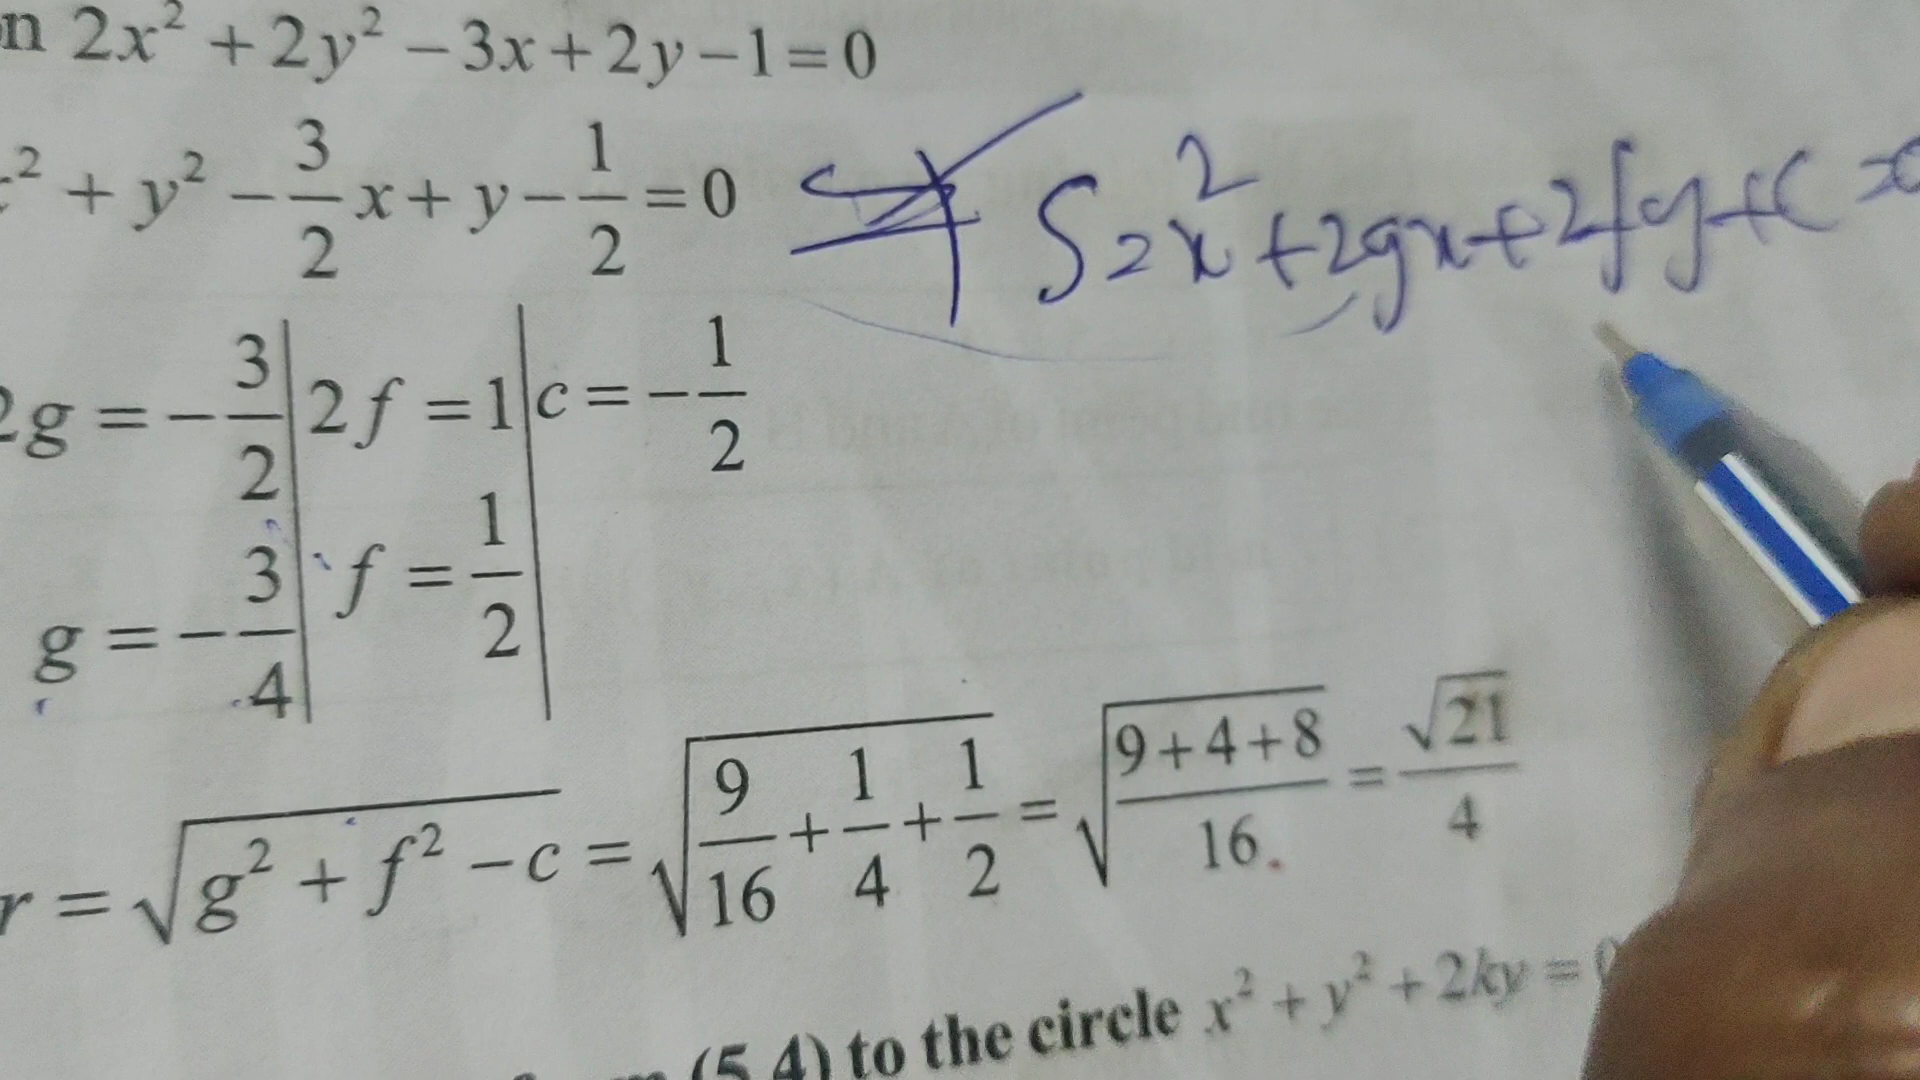 n 2x² + 2y² − 3x + 2y − 1 = 0
² + y² − 3/2 x + y − 1/2 = 0 S = x² + 2gx + 2fy + c = 0
2g = −3/2 | 2f = 1 | c = −1/2
g = −3/4 | f = 1/2
r = √(g² + f² − c) = √(9/16 + 1/4 + 1/2) = √((9 + 4 + 8)/16) = √21/4
(5,4) to the circle x² + y² + 2ky = 0